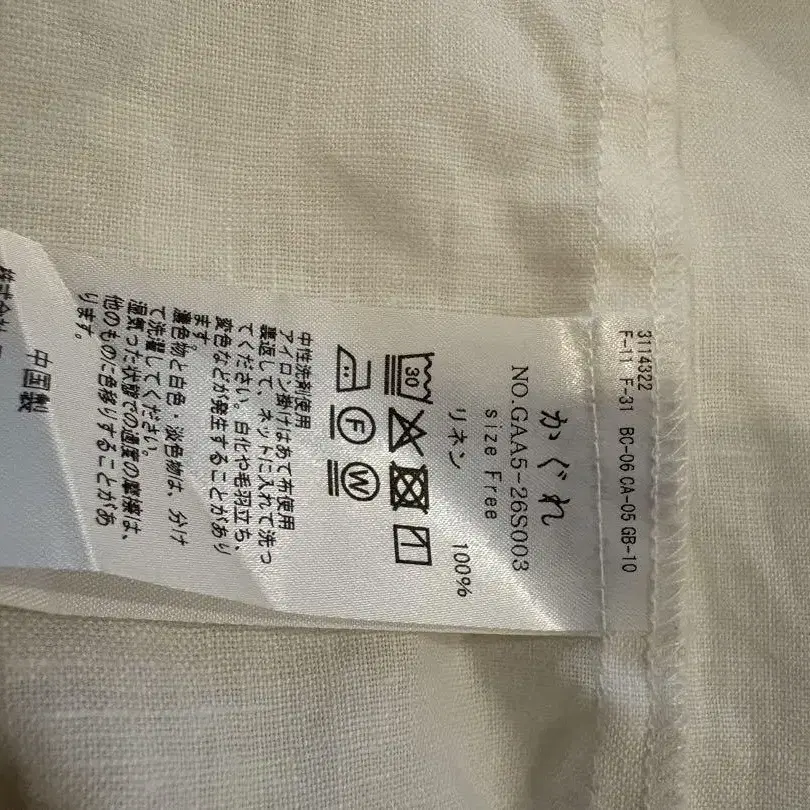 3114322
F-11 F-31 BC-06 CA-05 GB-10
かぐれ
NO.GAA5-26S003
size Free
リネン 100%
30
F W
中性洗剤使用
アイロン掛けはあて布使用
裏返して、ネットに入れて洗っ
てください。白化や毛羽立ち、
変色などが発生することがあり
ます。
濃色物と白色・淡色物は、分け
て洗濯してください。
湿気った状態での過度の摩擦は、
他のものに色移りすることがあ
ります。
中国製
株式会社